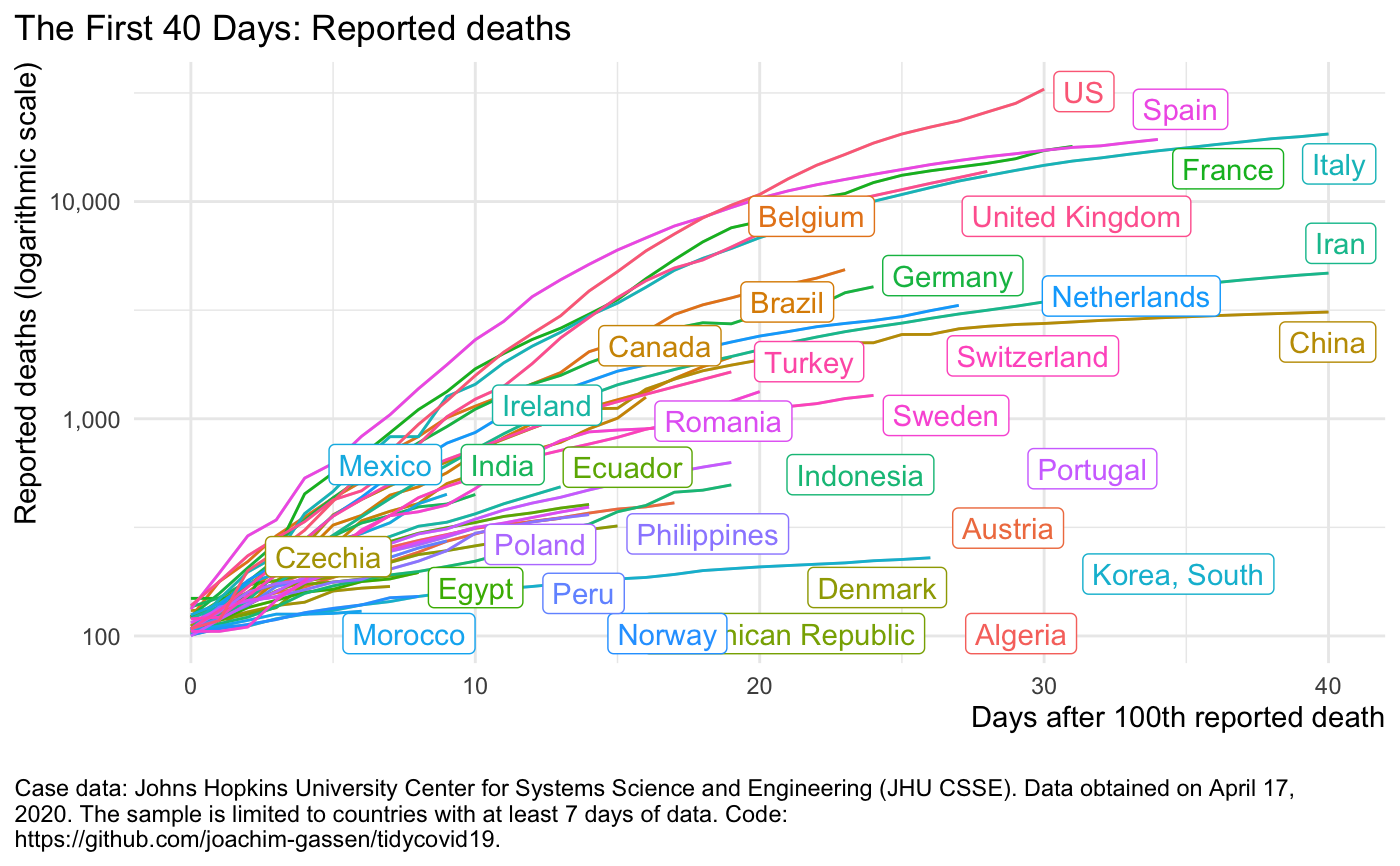 The First 40 Days: Reported deaths
Reported deaths (logarithmic scale)
US
Spain
France
Italy
10,000
Belgium
United Kingdom
Iran
Germany
Brazil
Netherlands
Canada
Turkey
Switzerland
China
Ireland
1,000
Romania
Sweden
Mexico
India
Ecuador
Indonesia
Portugal
Czechia
Poland
Philippines
Austria
Egypt
Peru
Denmark
Korea, South
100
Morocco
Norway
Republic
Algeria
0
10
20
30
40
Days after 100th reported death
Case data: Johns Hopkins University Center for Systems Science and Engineering (JHU CSSE). Data obtained on April 17,
2020. The sample is limited to countries with at least 7 days of data. Code:
https://github.com/joachim-gassen/tidycovid19.